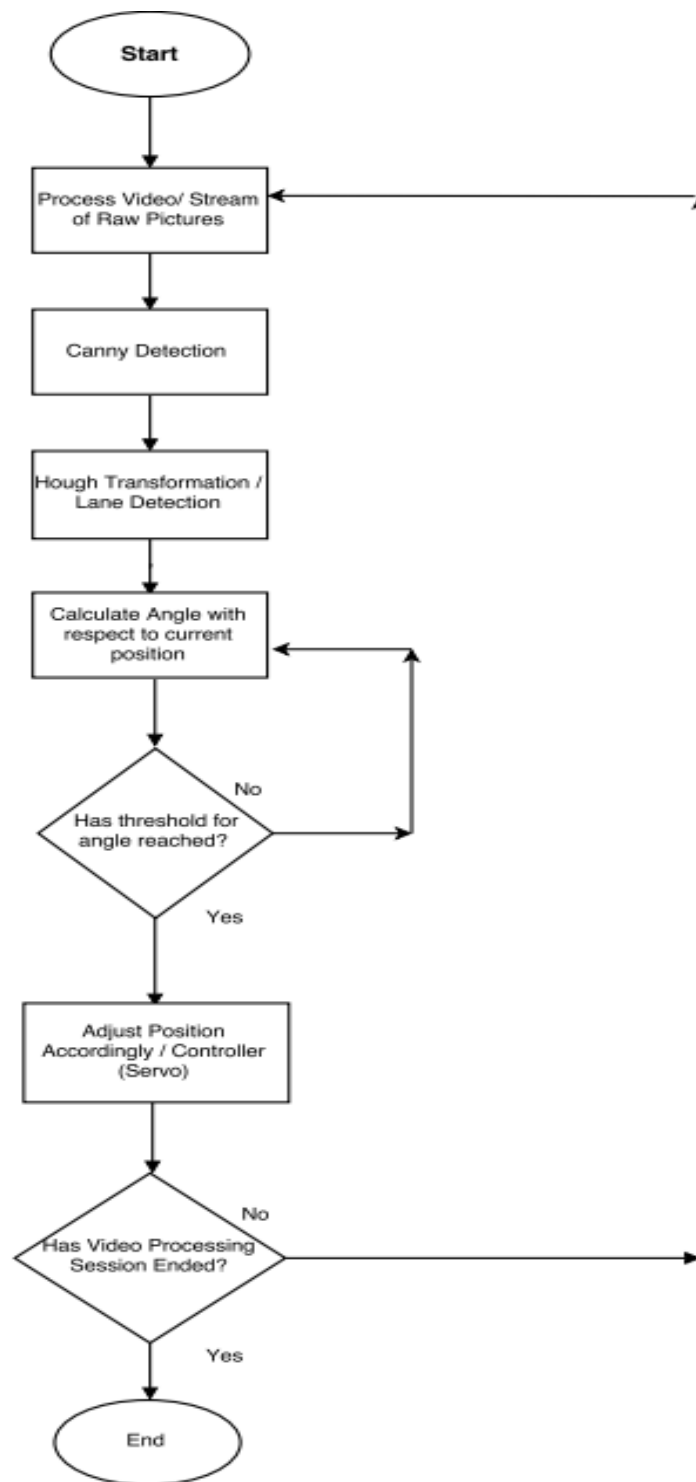 Start
Process Video/ Stream
of Raw Pictures
Canny Detection
Hough Transformation /
Lane Detection
Calculate Angle with
respect to current
position
No
Has threshold for
angle reached?
Yes
Adjust Position
Accordingly / Controller
(Servo)
No
Has Video Processing
Session Ended?
Yes
End